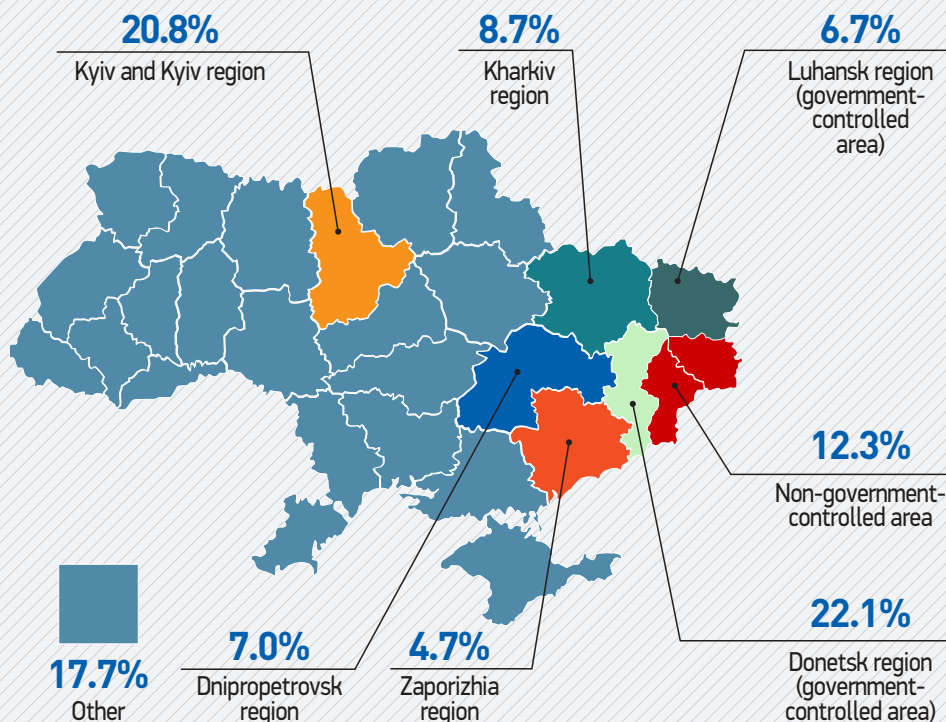 20.8%
Kyiv and Kyiv region
8.7%
Kharkiv
region
6.7%
Luhansk region
(government-
controlled
area)
12.3%
Non-government-
controlled area
22.1%
Donetsk region
(government-
controlled area)
4.7%
Zaporizhia
region
7.0%
Dnipropetrovsk
region
17.7%
Other